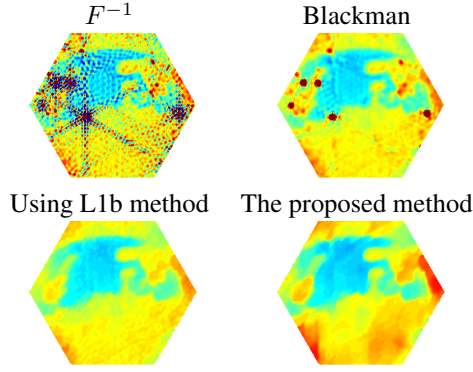 F⁻¹
Blackman
Using L1b method
The proposed method